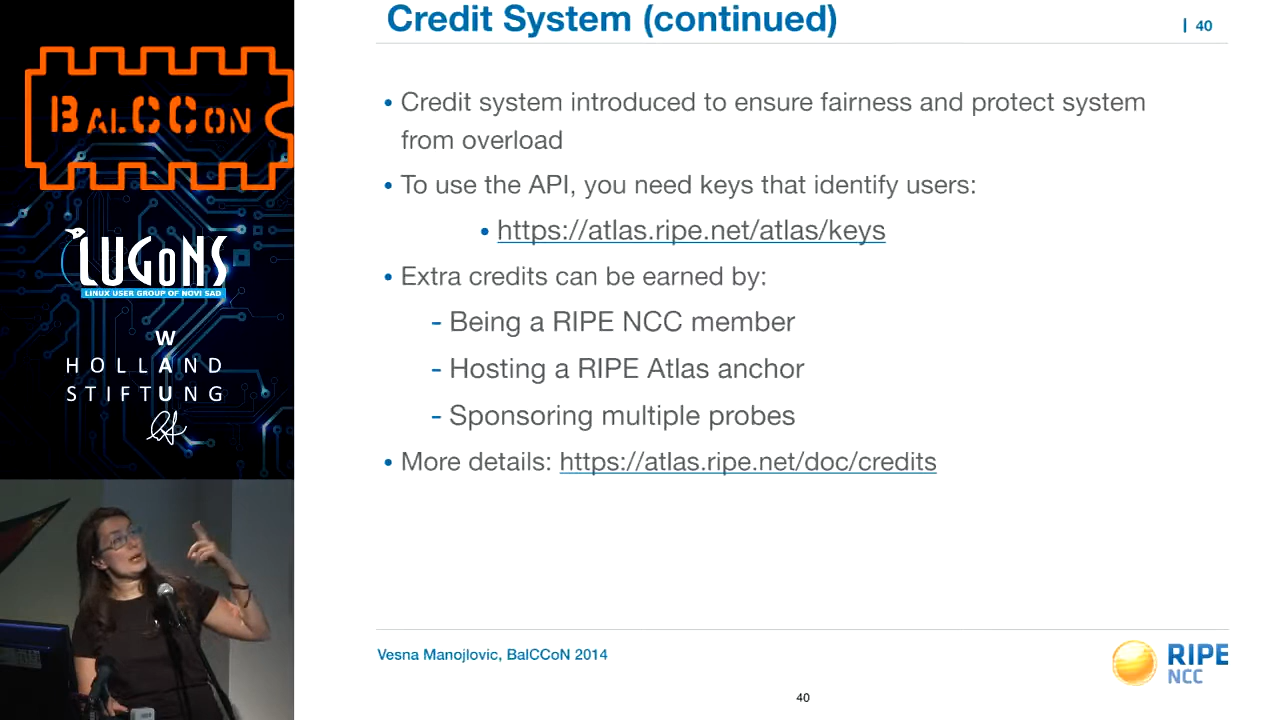 Credit System (continued)
| 40
BALCCON
LUGONS
LINUX USER GROUP OF NOVI SAD
W
HOLLAND
STIFTUNG
• Credit system introduced to ensure fairness and protect system
from overload
• To use the API, you need keys that identify users:
• https://atlas.ripe.net/atlas/keys
• Extra credits can be earned by:
- Being a RIPE NCC member
- Hosting a RIPE Atlas anchor
- Sponsoring multiple probes
• More details: https://atlas.ripe.net/doc/credits
Vesna Manojlovic, BalCCoN 2014
RIPE
NCC
40